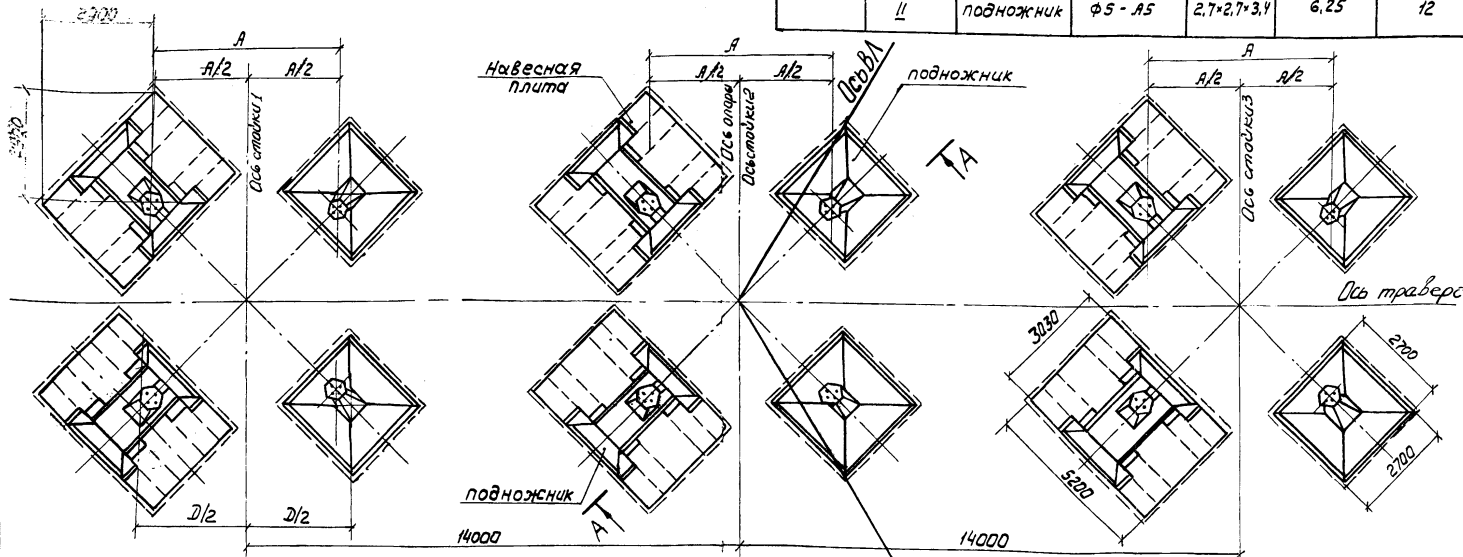 II подножник Ф5 - А5 2,7×2,7×3,4 6,25 12
A
A/2 A/2
Ось стойки 1
Навесная
плита
A
A/2 A/2
Ось опоры
Ось стойки 2
Ось ВЛ
подножник
А
A
A/2 A/2
Ось стойки 3
Ось траверс
3030
5200
2700
2700
подножник
А
D/2 D/2
14000 14000